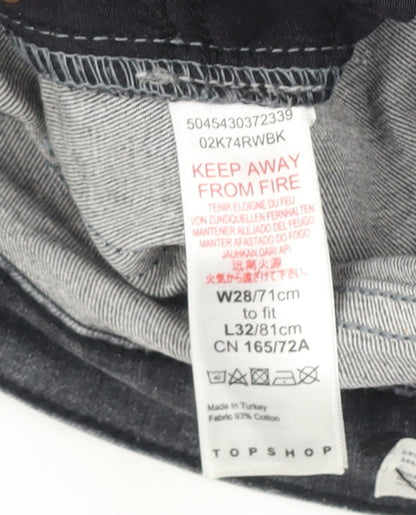 5045430372339
02K74RWBK
KEEP AWAY
FROM FIRE
TENIR ELOIGNE DU FEU
VON ZUNDQUELLEN FERNHALTEN
MANTENER ALEJADO DEL FEUGO
MANTER AFASTADO DO FOGO
JAUHKAN DARI ARI
远离火源
火気から遠ざけて下さい。
W28/71cm
to fit
L32/81cm
CN 165/72A
Made in Turkey
Fabric 93% Cotton
TOPSHOP